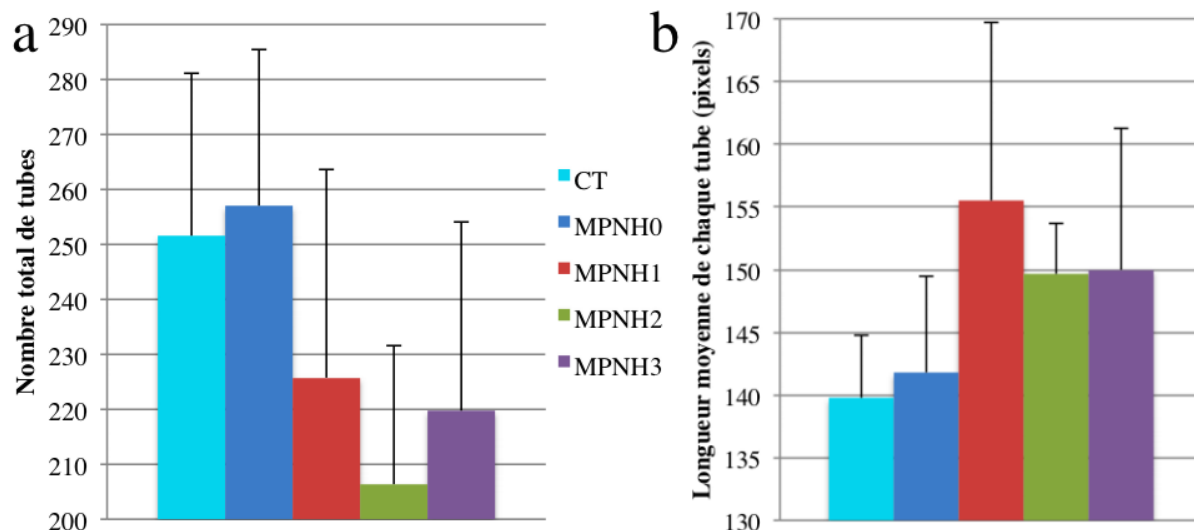 a
Nombre total de tubes
290
280
270
260
250
240
230
220
210
200
CT
MPNH0
MPNH1
MPNH2
MPNH3
b
Longueur moyenne de chaque tube (pixels)
170
165
160
155
150
145
140
135
130